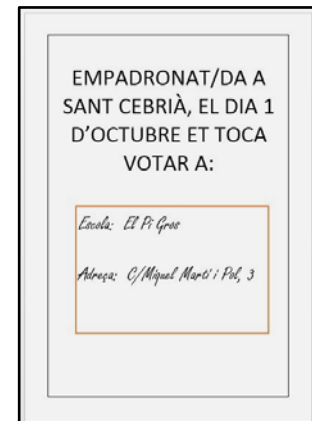 EMPADRONAT/DA A
SANT CEBRIÀ, EL DIA 1
D'OCTUBRE ET TOCA
VOTAR A:
Escola: El Pi Gros
Adreça: C/Miquel Martí i Pol, 3